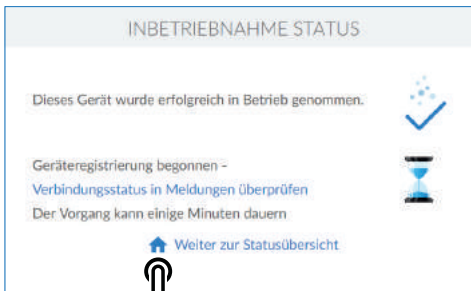 INBETRIEBNAHME STATUS
Dieses Gerät wurde erfolgreich in Betrieb genommen.
Geräteregistrierung begonnen –
Verbindungsstatus in Meldungen überprüfen
Der Vorgang kann einige Minuten dauern
Weiter zur Statusübersicht